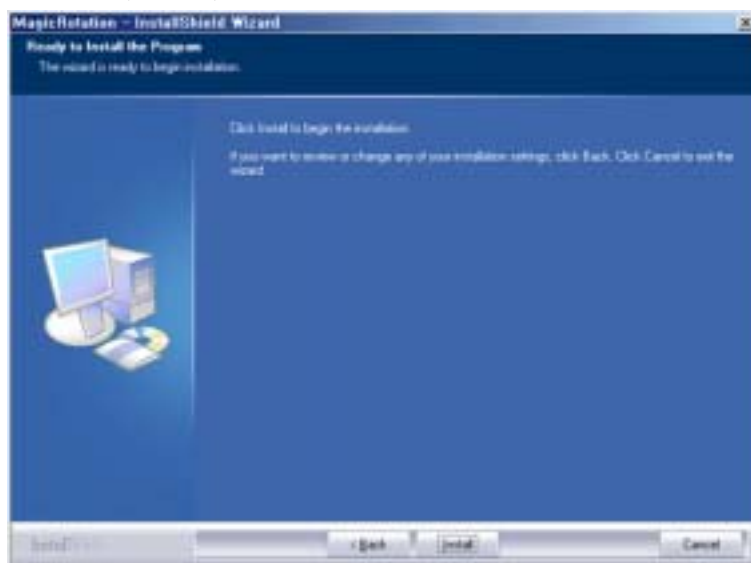 MagicRotation - InstallShield Wizard
Ready to Install the Program
The wizard is ready to begin installation.
Click Install to begin the installation.
If you want to review or change any of your installation settings, click Back. Click Cancel to exit the
wizard.
InstallShield
< Back
Install
Cancel